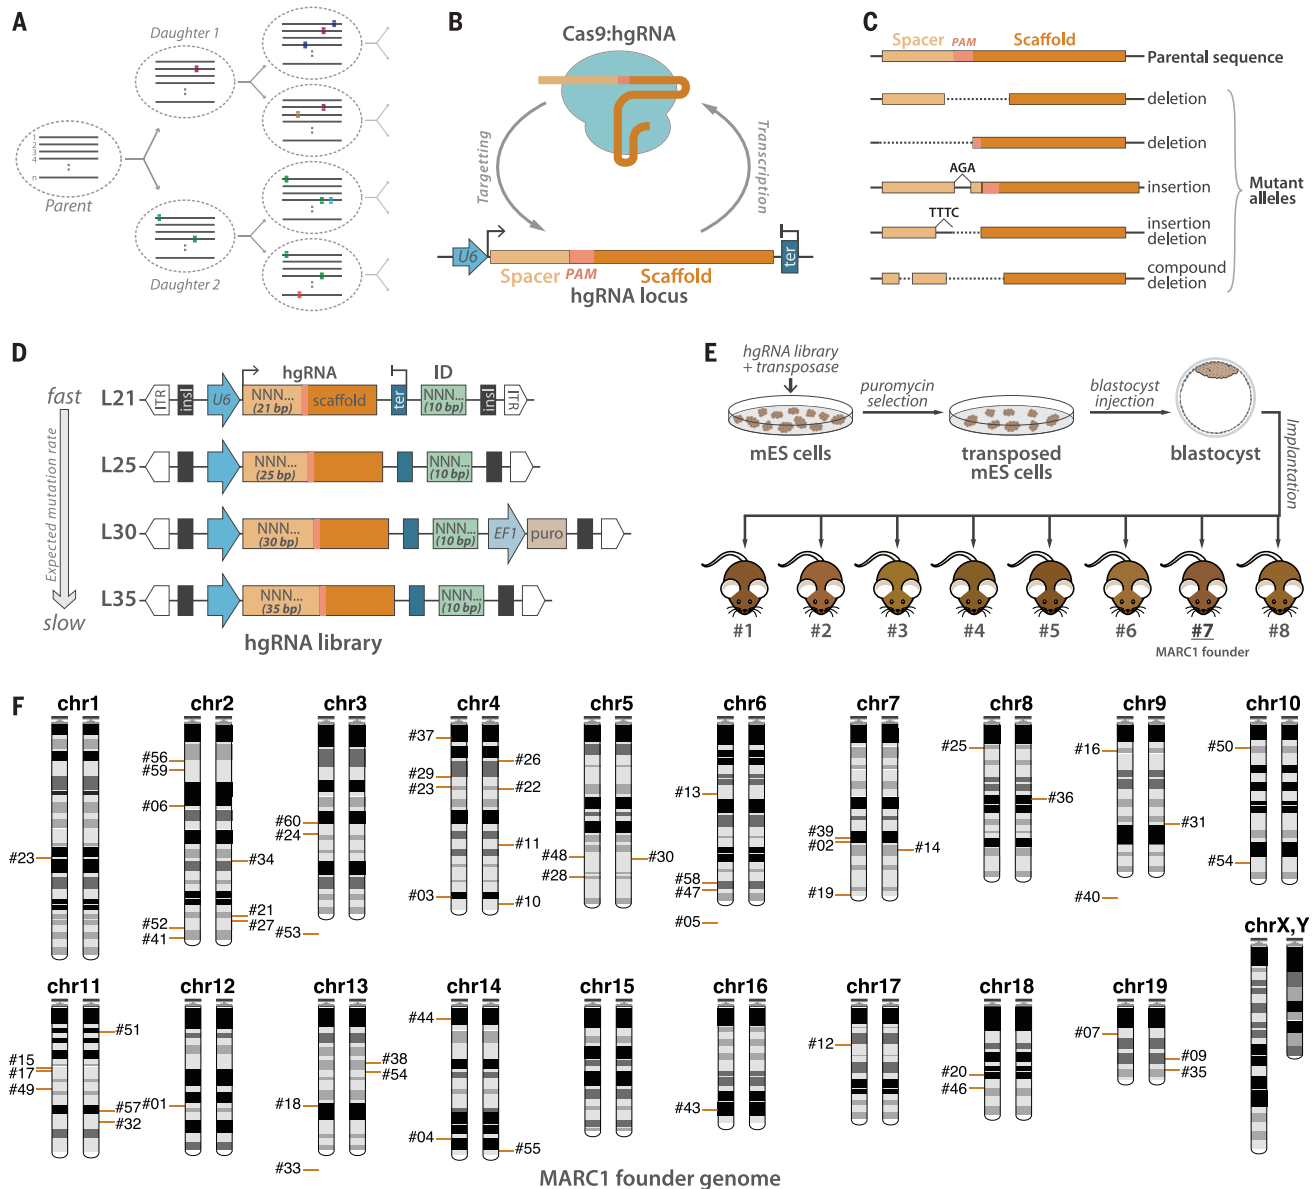 A
Daughter 1
Parent
1
2
3
4
n
Daughter 2
B
Cas9:hgRNA
Targetting
Transcription
U6
ter
Spacer
PAM
Scaffold
hgRNA locus
C
Spacer
PAM
Scaffold
Parental sequence
deletion
deletion
AGA
insertion
TTTC
insertion
deletion
compound
deletion
Mutant
alleles
D
fast
Expected mutation rate
slow
hgRNA
ID
L21
ITR
insl
U6
NNN...
(21 bp)
scaffold
ter
NNN...
(10 bp)
insl
ITR
L25
NNN...
(25 bp)
NNN...
(10 bp)
L30
NNN...
(30 bp)
NNN...
(10 bp)
EF1
puro
L35
NNN...
(35 bp)
NNN...
(10 bp)
hgRNA library
E
hgRNA library
+ transposase
mES cells
puromycin
selection
transposed
mES cells
blastocyst
injection
blastocyst
Implantation
#1
#2
#3
#4
#5
#6
#7
#8
MARC1 founder
F
chr1
#23
chr2
#56
#59
#06
#34
#21
#27
#52
#41
chr3
#60
#24
#53
chr4
#37
#26
#29
#23
#22
#11
#03
#10
chr5
#48
#30
#28
chr6
#13
#58
#47
#05
chr7
#39
#02
#14
#19
chr8
#25
#36
chr9
#16
#31
#40
chr10
#50
#54
chr11
#51
#15
#17
#49
#57
#32
chr12
#01
chr13
#38
#54
#18
#33
chr14
#44
#04
#55
chr15
chr16
#43
chr17
#12
chr18
#20
#46
chr19
#07
#09
#35
chrX,Y
MARC1 founder genome